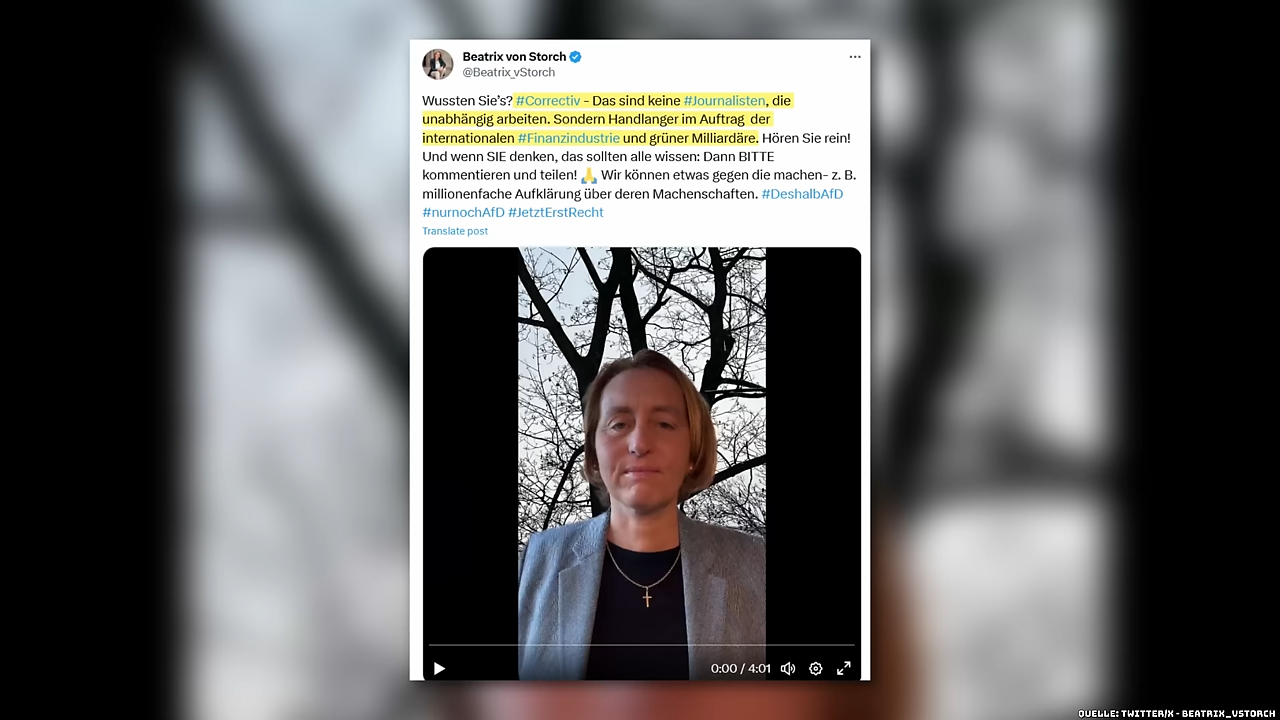 Beatrix von Storch
@Beatrix_vStorch
Wussten Sie's? #Correctiv - Das sind keine #Journalisten, die
unabhängig arbeiten. Sondern Handlanger im Auftrag der
internationalen #Finanzindustrie und grüner Milliardäre. Hören Sie rein!
Und wenn SIE denken, das sollten alle wissen: Dann BITTE
kommentieren und teilen! 🙏 Wir können etwas gegen die machen- z. B.
millionenfache Aufklärung über deren Machenschaften. #DeshalbAfD
#nurnochAfD #JetztErstRecht
Translate post
0:00 / 4:01
QUELLE: TWITTER/X - BEATRIX_VSTORCH